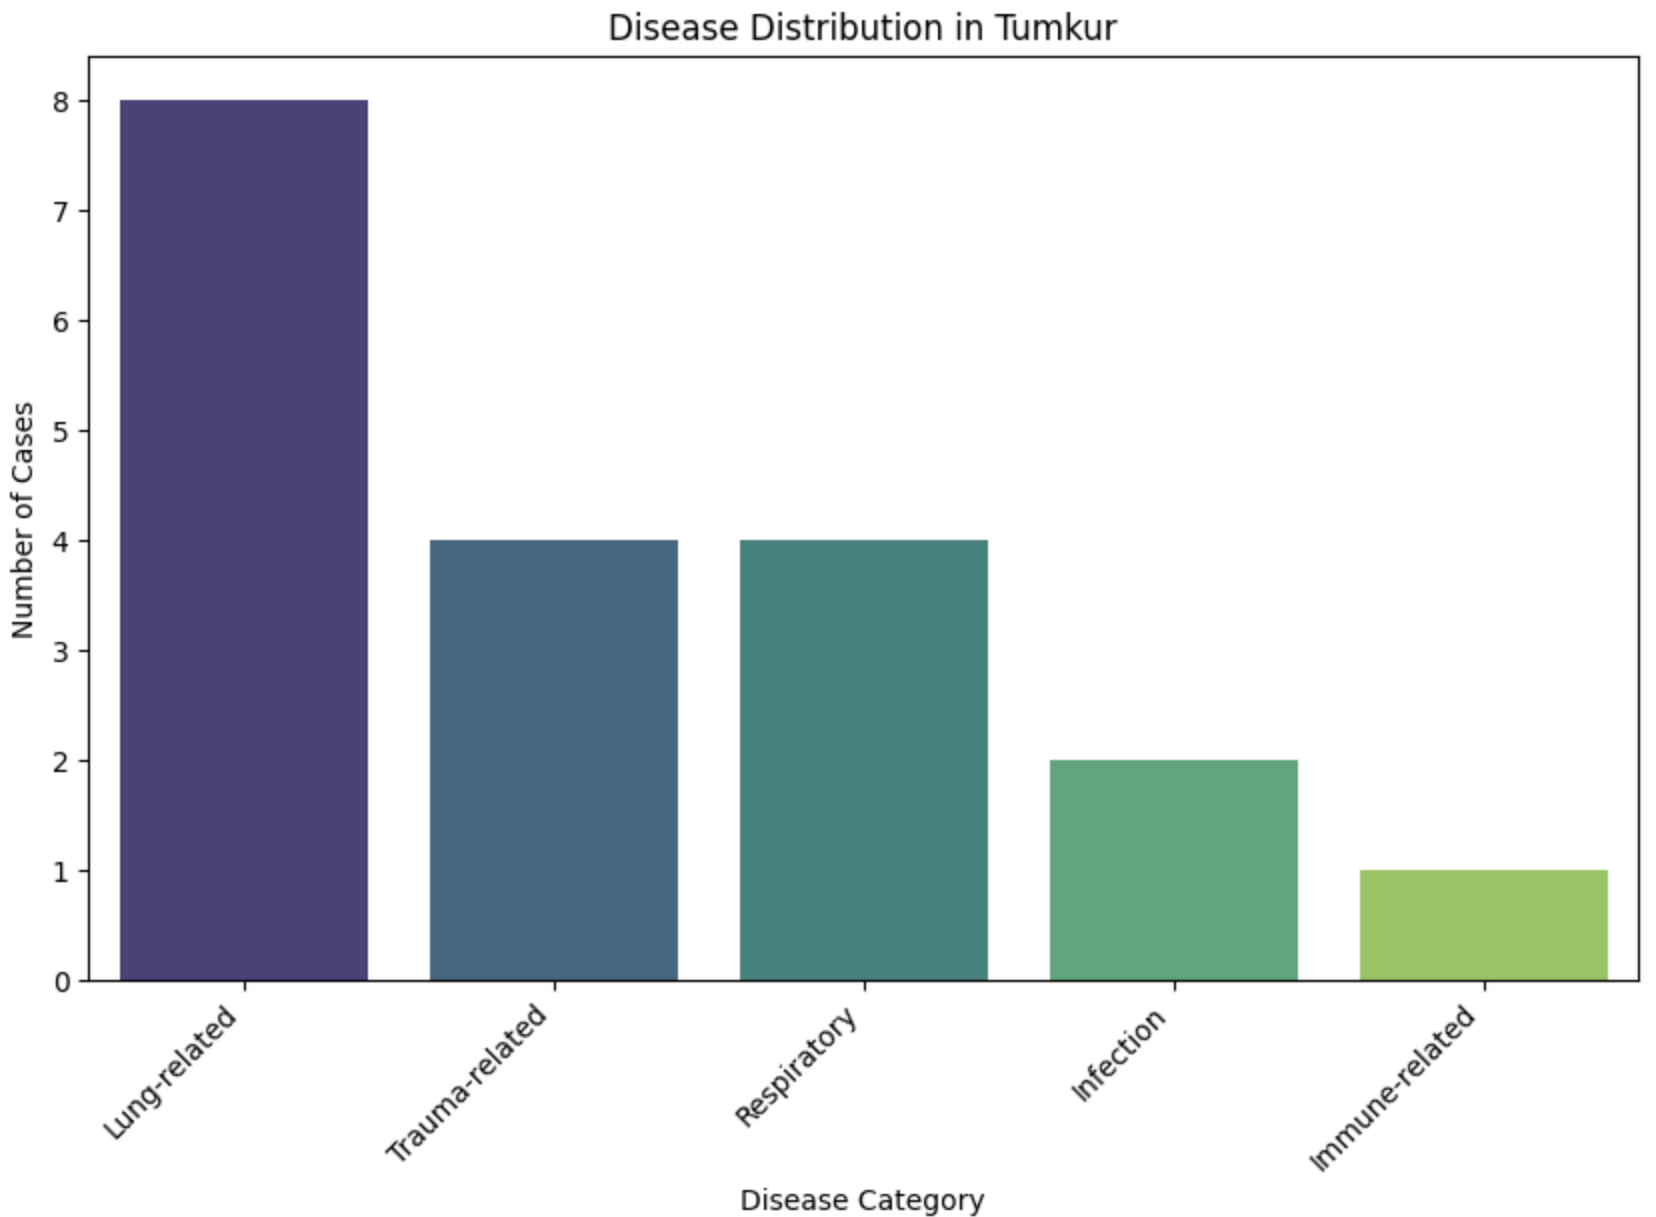 Disease Distribution in Tumkur
Number of Cases
8
7
6
5
4
3
2
1
0
Lung-related
Trauma-related
Respiratory
Infection
Immune-related
Disease Category